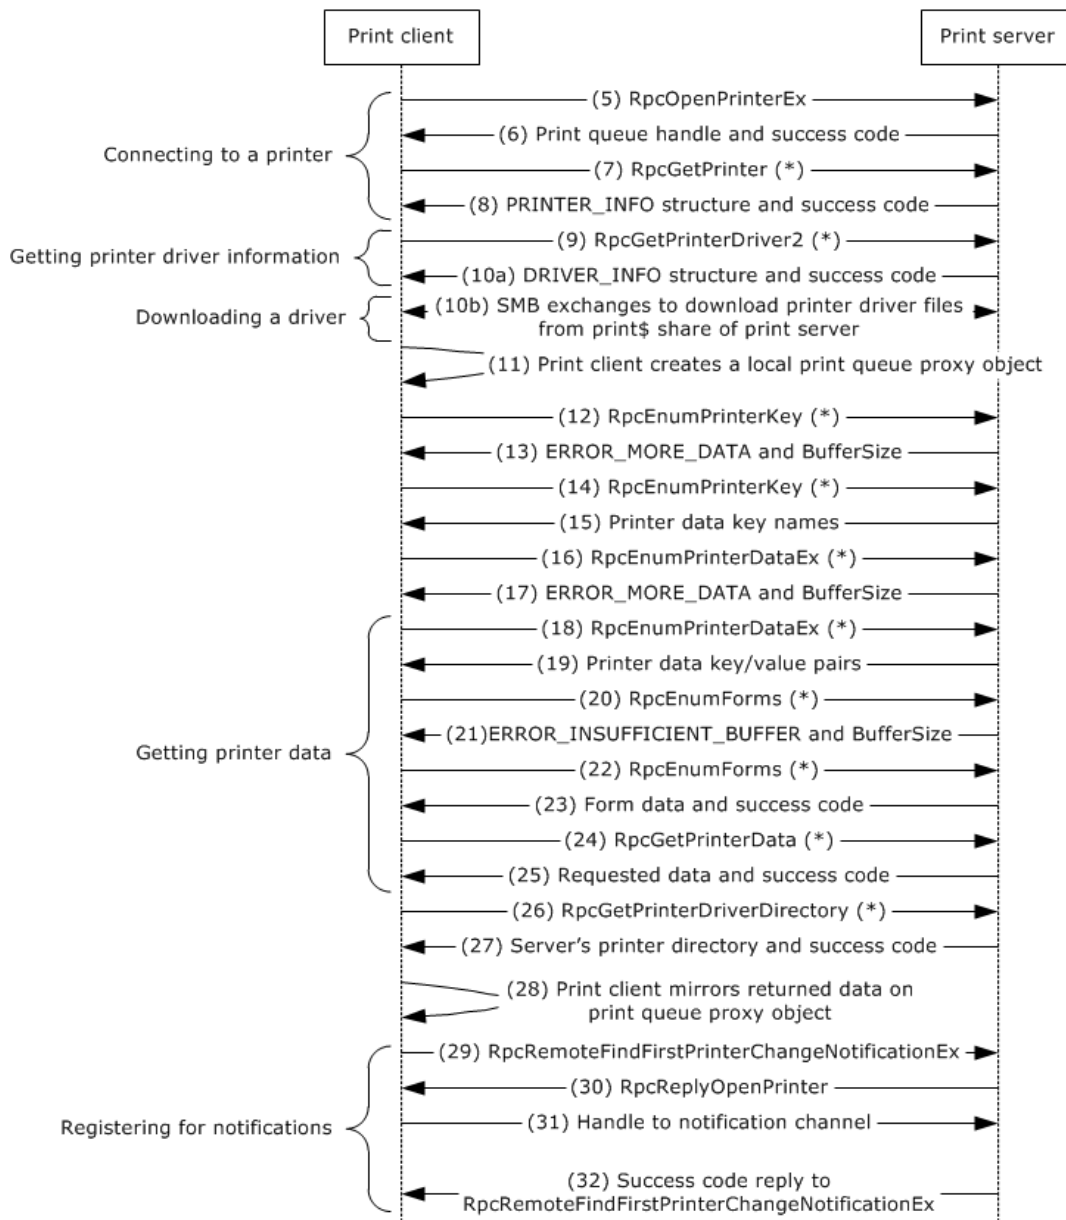 Print client
Print server
(5) RpcOpenPrinterEx
(6) Print queue handle and success code
Connecting to a printer
(7) RpcGetPrinter (*)
(8) PRINTER_INFO structure and success code
(9) RpcGetPrinterDriver2 (*)
Getting printer driver information
(10a) DRIVER_INFO structure and success code
(10b) SMB exchanges to download printer driver files
Downloading a driver
from print$ share of print server
(11) Print client creates a local print queue proxy object
(12) RpcEnumPrinterKey (*)
(13) ERROR_MORE_DATA and BufferSize
(14) RpcEnumPrinterKey (*)
(15) Printer data key names
(16) RpcEnumPrinterDataEx (*)
(17) ERROR_MORE_DATA and BufferSize
(18) RpcEnumPrinterDataEx (*)
(19) Printer data key/value pairs
(20) RpcEnumForms (*)
(21)ERROR_INSUFFICIENT_BUFFER and BufferSize
Getting printer data
(22) RpcEnumForms (*)
(23) Form data and success code
(24) RpcGetPrinterData (*)
(25) Requested data and success code
(26) RpcGetPrinterDriverDirectory (*)
(27) Server’s printer directory and success code
(28) Print client mirrors returned data on
print queue proxy object
(29) RpcRemoteFindFirstPrinterChangeNotificationEx
(30) RpcReplyOpenPrinter
Registering for notifications
(31) Handle to notification channel
(32) Success code reply to
RpcRemoteFindFirstPrinterChangeNotificationEx